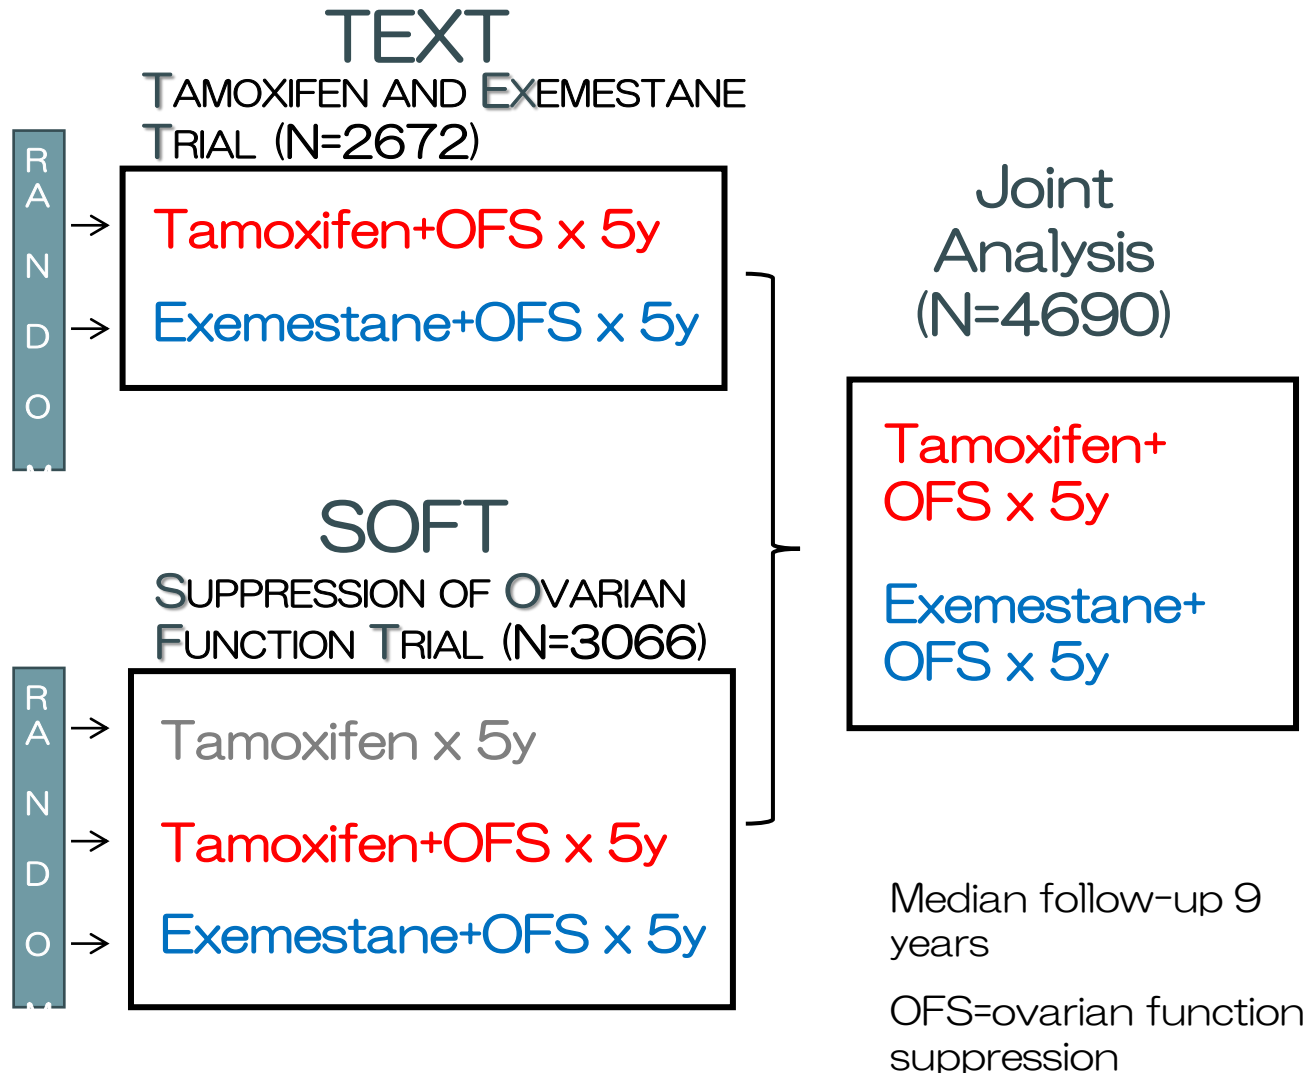 TEXT
TAMOXIFEN AND EXEMESTANE
TRIAL (N=2672)
R
A
N
D
O
M
Tamoxifen+OFS x 5y
Exemestane+OFS x 5y
SOFT
SUPPRESSION OF OVARIAN
FUNCTION TRIAL (N=3066)
R
A
N
D
O
M
Tamoxifen x 5y
Tamoxifen+OFS x 5y
Exemestane+OFS x 5y
Joint
Analysis
(N=4690)
Tamoxifen+
OFS x 5y
Exemestane+
OFS x 5y
Median follow-up 9
years
OFS=ovarian function
suppression